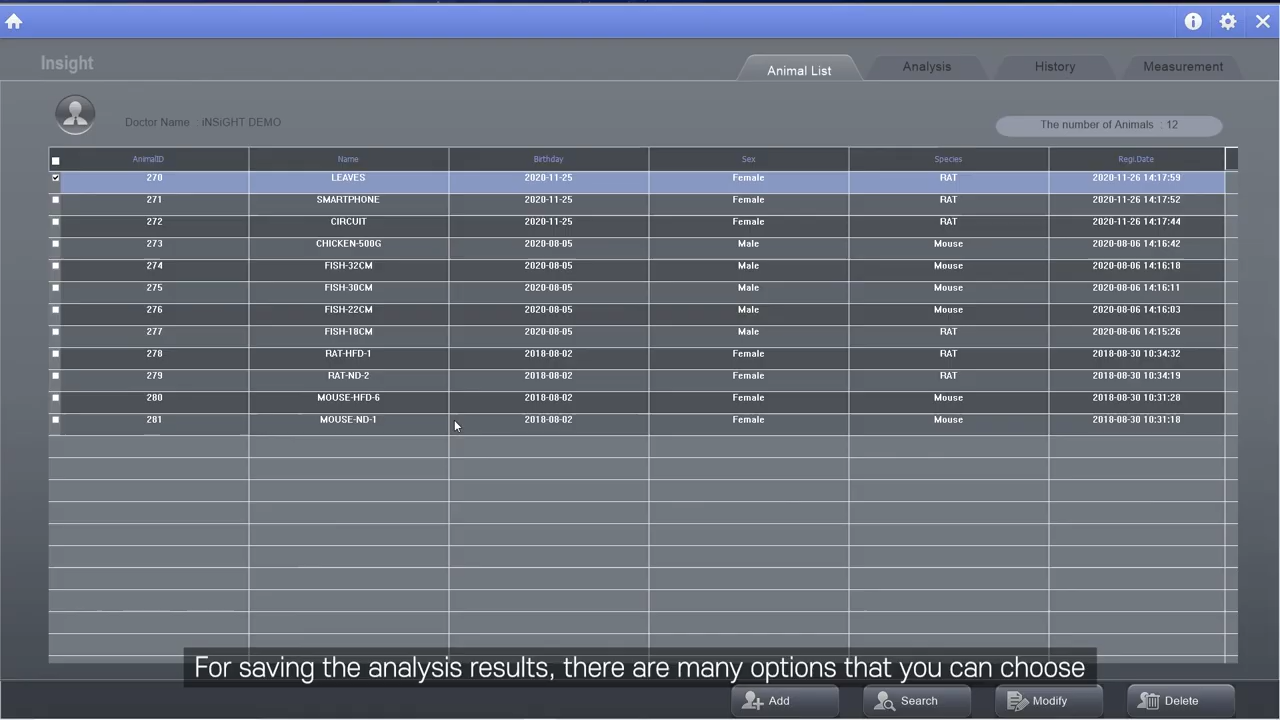 Insight
Animal List Analysis History Measurement
Doctor Name : iNSiGHT DEMO
The number of Animals : 12
AnimalID Name Birthday Sex Species Regi.Date
270 LEAVES 2020-11-25 Female RAT 2020-11-26 14:17:59
271 SMARTPHONE 2020-11-25 Female RAT 2020-11-26 14:17:52
272 CIRCUIT 2020-11-25 Female RAT 2020-11-26 14:17:44
273 CHICKEN-500G 2020-08-05 Male Mouse 2020-08-06 14:16:42
274 FISH-32CM 2020-08-05 Male Mouse 2020-08-06 14:16:18
275 FISH-30CM 2020-08-05 Male Mouse 2020-08-06 14:16:11
276 FISH-22CM 2020-08-05 Male Mouse 2020-08-06 14:16:03
277 FISH-18CM 2020-08-05 Male RAT 2020-08-06 14:15:26
278 RAT-HFD-1 2018-08-02 Female RAT 2018-08-30 10:34:32
279 RAT-ND-2 2018-08-02 Female RAT 2018-08-30 10:34:19
280 MOUSE-HFD-6 2018-08-02 Female Mouse 2018-08-30 10:31:28
281 MOUSE-ND-1 2018-08-02 Female Mouse 2018-08-30 10:31:18
For saving the analysis results, there are many options that you can choose
Add Search Modify Delete